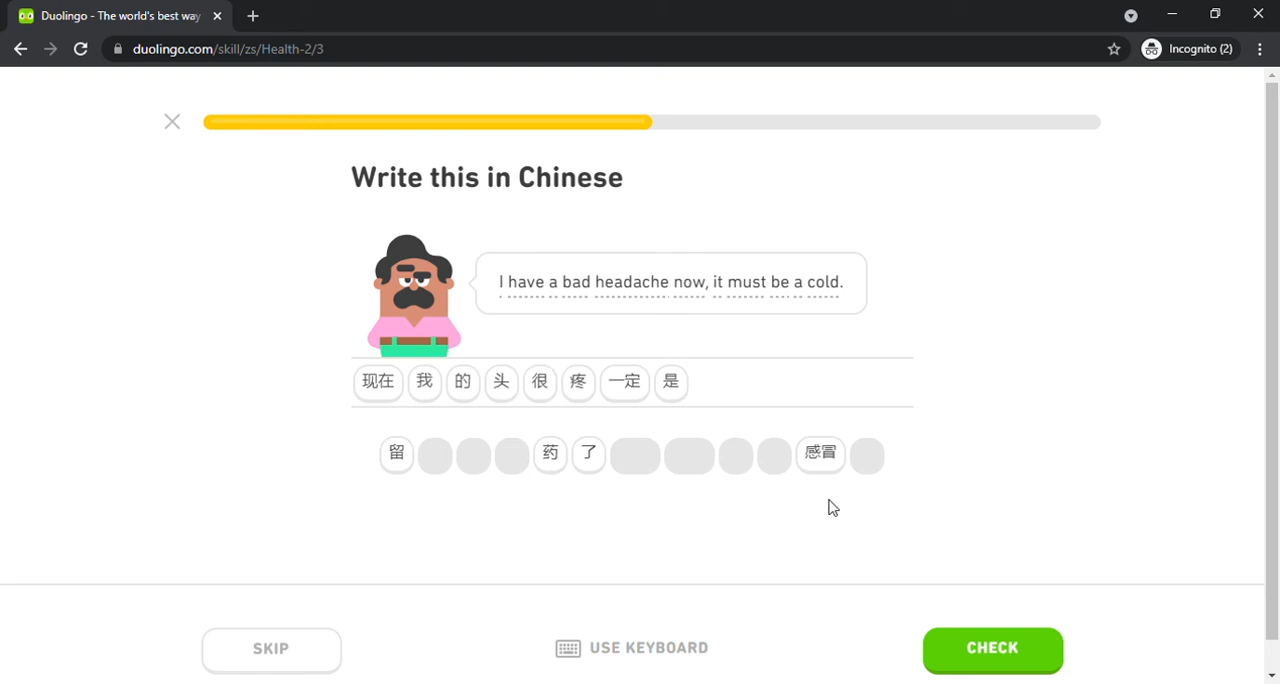 Duolingo - The world's best way
duolingo.com/skill/zs/Health-2/3
Incognito (2)
Write this in Chinese
I have a bad headache now, it must be a cold.
现在 我 的 头 很 疼 一定 是
留 药 了 感冒
SKIP
USE KEYBOARD
CHECK